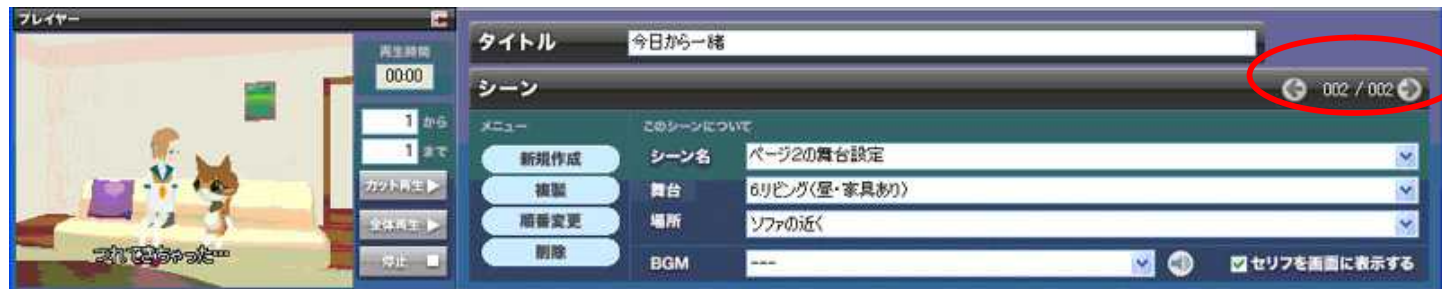 プレイヤー
再生時間
00:00
1 から
1 まで
カット再生
全体再生
停止
つれてきちゃった…
タイトル 今日から一緒
シーン 002 / 002
メニュー このシーンについて
新規作成 シーン名 ページ2の舞台設定
複製 舞台 6.リビング(昼・家具あり)
順番変更 場所 ソファの近く
削除 BGM --- セリフを画面に表示する